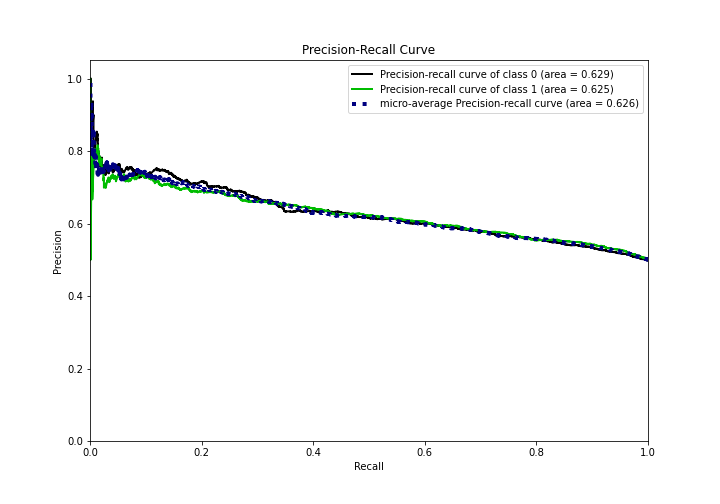 Precision-Recall Curve
Precision-recall curve of class 0 (area = 0.629)
Precision-recall curve of class 1 (area = 0.625)
micro-average Precision-recall curve (area = 0.626)
1.0
0.8
0.6
0.4
0.2
0.0
Precision
0.0 0.2 0.4 0.6 0.8 1.0
Recall